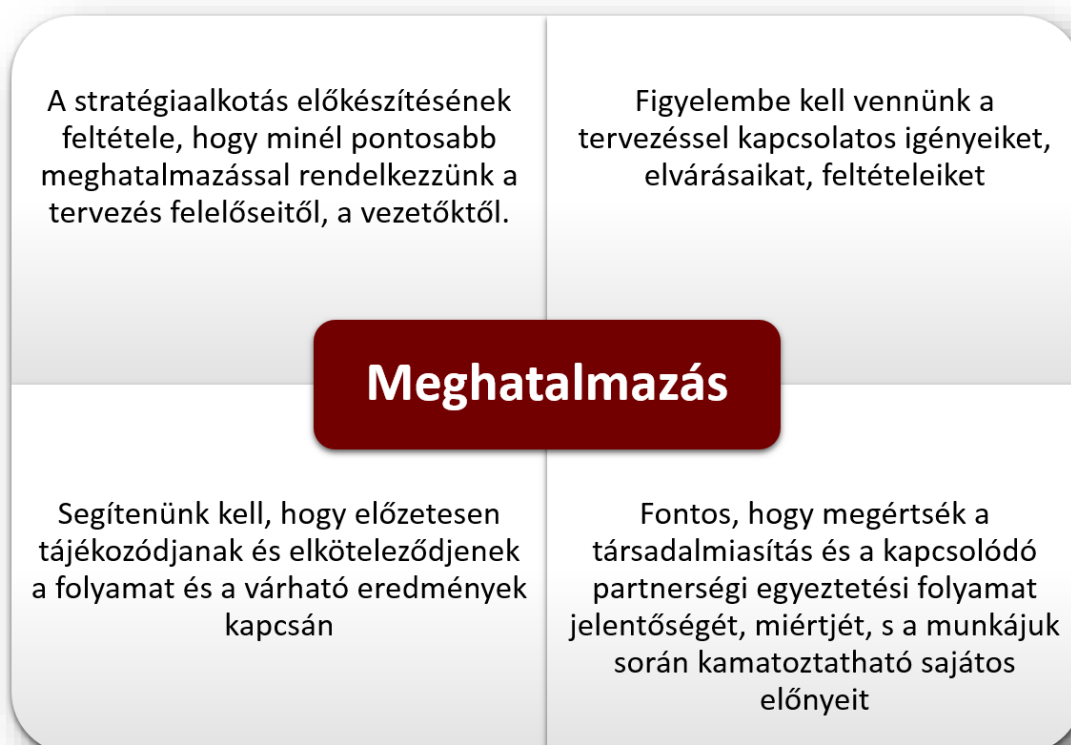 A stratégiaalkotás előkészítésének
feltétele, hogy minél pontosabb
meghatalmazással rendelkezzünk a
tervezés felelőseitől, a vezetőktől.
Figyelembe kell vennünk a
tervezéssel kapcsolatos igényeiket,
elvárásaikat, feltételeiket
Meghatalmazás
Segítenünk kell, hogy előzetesen
tájékozódjanak és elköteleződjenek
a folyamat és a várható eredmények
kapcsán
Fontos, hogy megértsék a
társadalmiasítás és a kapcsolódó
partnerségi egyeztetési folyamat
jelentőségét, miértjét, s a munkájuk
során kamatoztatható sajátos
előnyeit